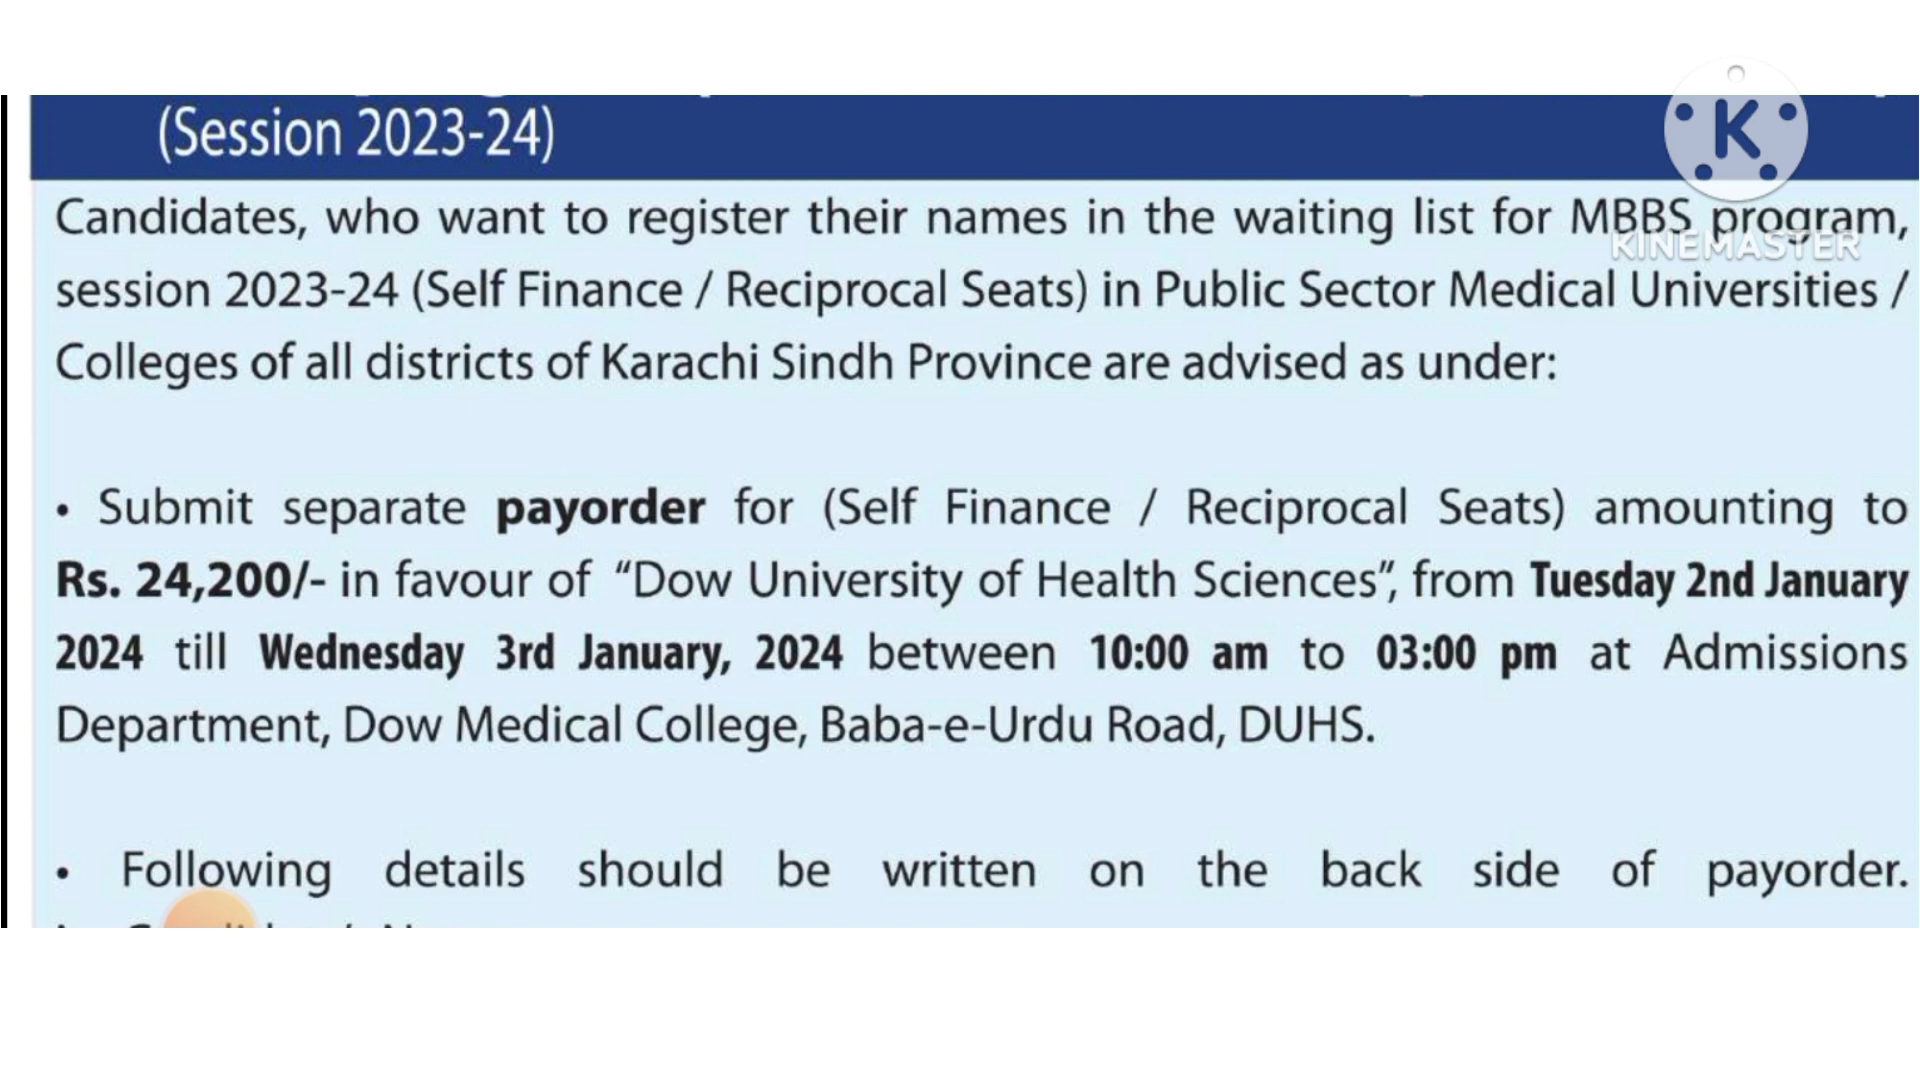 (Session 2023-24)
K
KINEMASTER
Candidates, who want to register their names in the waiting list for MBBS program,
session 2023-24 (Self Finance / Reciprocal Seats) in Public Sector Medical Universities /
Colleges of all districts of Karachi Sindh Province are advised as under:
• Submit separate payorder for (Self Finance / Reciprocal Seats) amounting to
Rs. 24,200/- in favour of “Dow University of Health Sciences”, from Tuesday 2nd January
2024 till Wednesday 3rd January, 2024 between 10:00 am to 03:00 pm at Admissions
Department, Dow Medical College, Baba-e-Urdu Road, DUHS.
• Following details should be written on the back side of payorder.